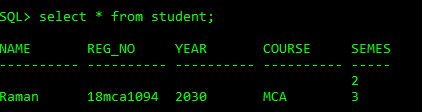 SQL> select * from student;
NAME REG_NO YEAR COURSE SEMES
---------- ---------- ---------- ---------- -----
2
Raman 18mca1094 2030 MCA 3